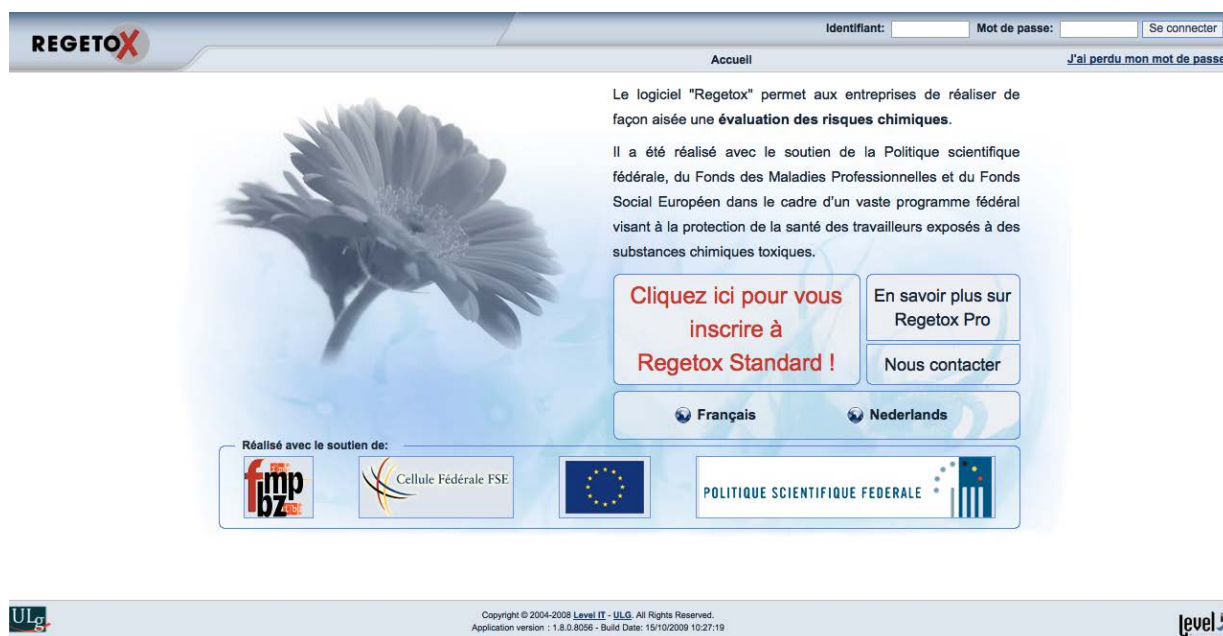 REGETOX
Identifiant:
Mot de passe:
Se connecter
Accueil
J'ai perdu mon mot de passe
Le logiciel "Regetox" permet aux entreprises de réaliser de
façon aisée une évaluation des risques chimiques.
Il a été réalisé avec le soutien de la Politique scientifique
fédérale, du Fonds des Maladies Professionnelles et du Fonds
Social Européen dans le cadre d'un vaste programme fédéral
visant à la protection de la santé des travailleurs exposés à des
substances chimiques toxiques.
Cliquez ici pour vous
inscrire à
Regetox Standard !
En savoir plus sur
Regetox Pro
Nous contacter
Français
Nederlands
Réalisé avec le soutien de:
fmp
bz
Cellule Fédérale FSE
POLITIQUE SCIENTIFIQUE FEDERALE
ULg
Copyright © 2004-2008 Level IT - ULG. All Rights Reserved.
Application version : 1.8.0.8056 - Build Date: 15/10/2009 10:27:19
level